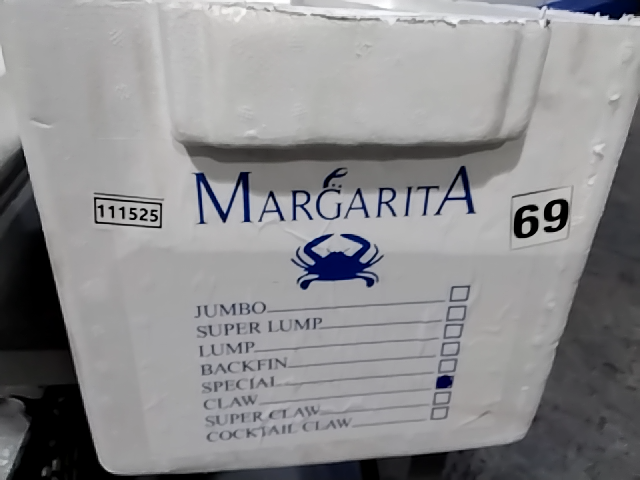 MARGARITA
111525
69
JUMBO
SUPER LUMP
LUMP
BACKFIN
SPECIAL
CLAW
SUPER CLAW
COCKTAIL CLAW